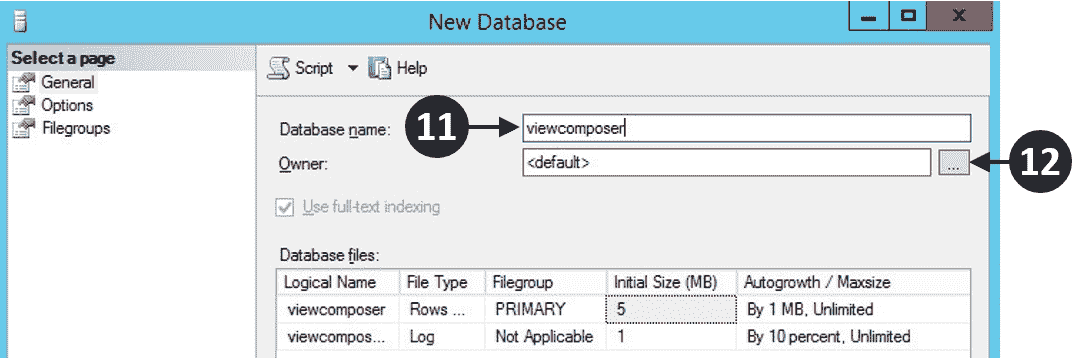 New Database
Select a page
General
Options
Filegroups
Script Help
Database name: 11 viewcomposer
Owner: <default> ... 12
Use full-text indexing
Database files:
Logical Name File Type Filegroup Initial Size (MB) Autogrowth / Maxsize
viewcomposer Rows ... PRIMARY 5 By 1 MB, Unlimited
viewcompos... Log Not Applicable 1 By 10 percent, Unlimited